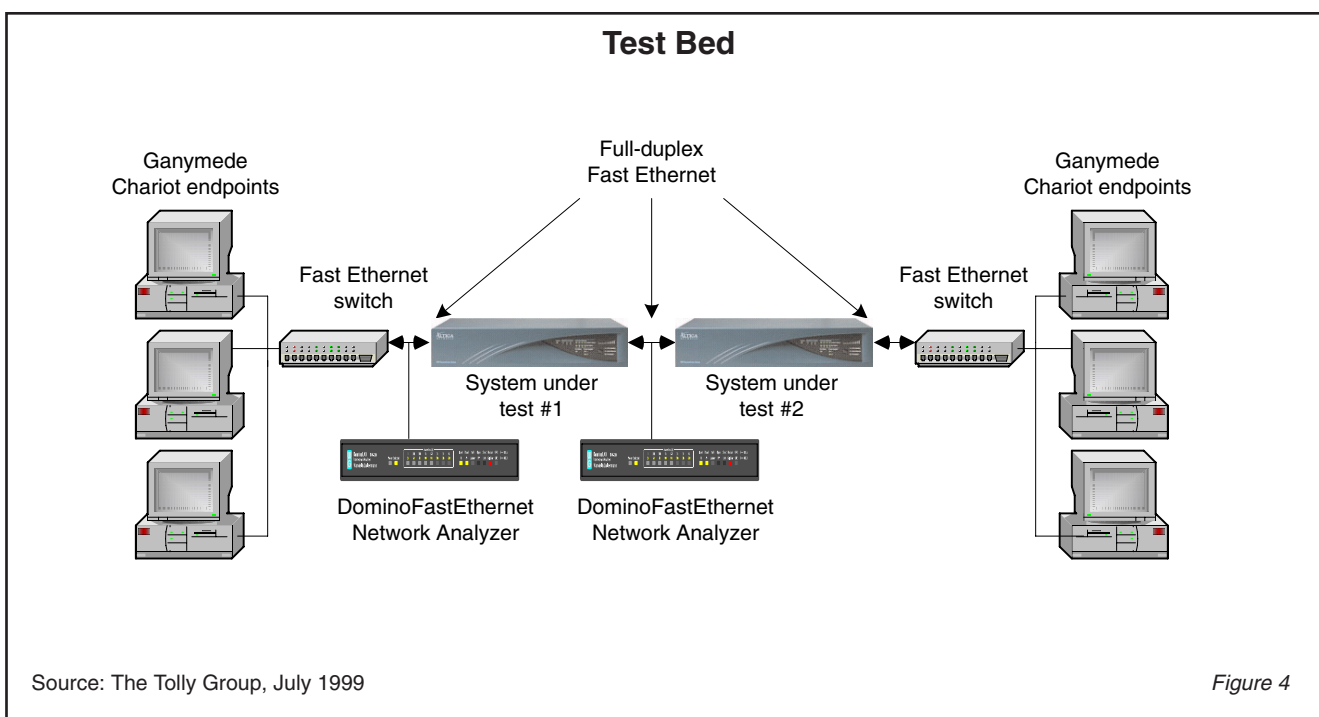 Test Bed
Full-duplex
Fast Ethernet
Ganymede
Chariot endpoints
Ganymede
Chariot endpoints
Fast Ethernet
switch
Fast Ethernet
switch
System under
test #1
System under
test #2
DominoFastEthernet
Network Analyzer
DominoFastEthernet
Network Analyzer
Source: The Tolly Group, July 1999
Figure 4